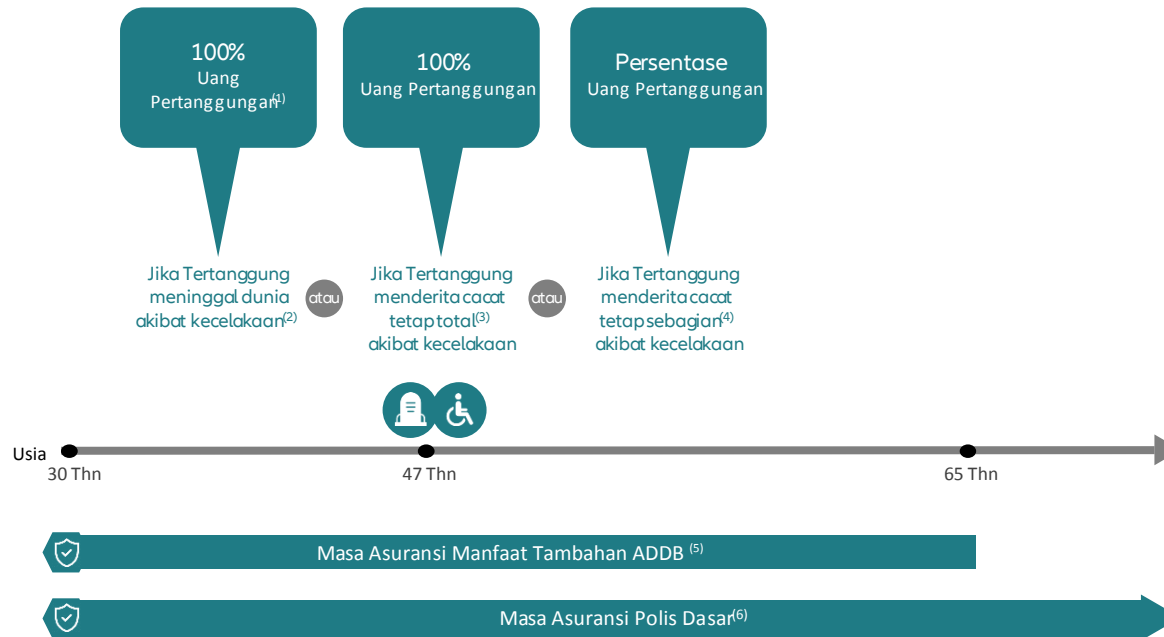 100%
Uang
Pertanggungan(1)
100%
Uang Pertanggungan
Persentase
Uang Pertanggungan
Jika Tertanggung
meninggal dunia
akibat kecelakaan(2)
atau
Jika Tertanggung
menderita cacat
tetap total(3)
akibat kecelakaan
atau
Jika Tertanggung
menderita cacat
tetap sebagian(4)
akibat kecelakaan
Usia
30 Thn
47 Thn
65 Thn
Masa Asuransi Manfaat Tambahan ADDB (5)
Masa Asuransi Polis Dasar(6)